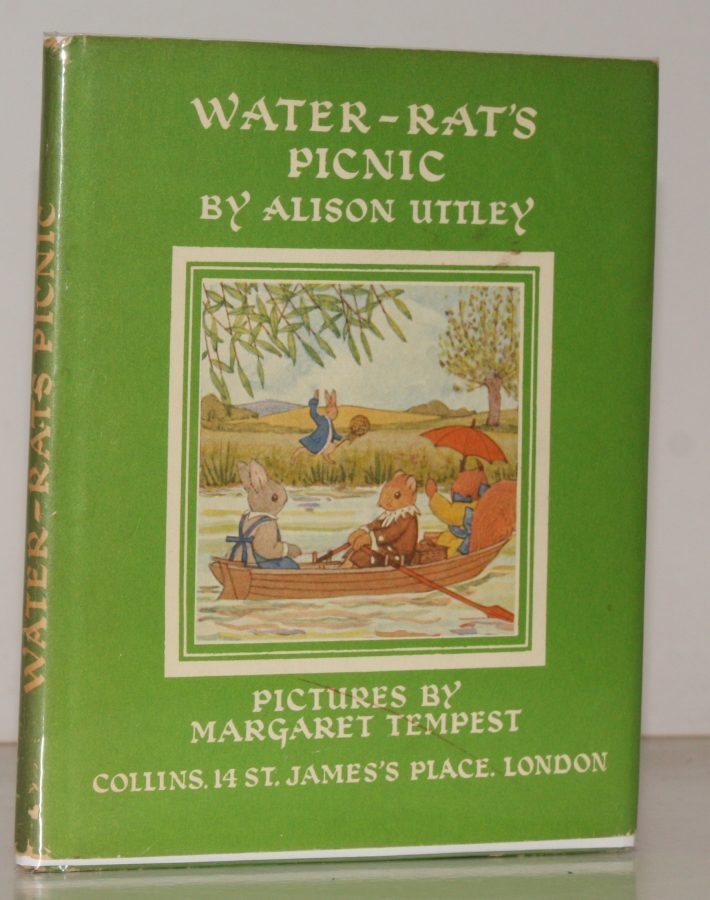 WATER-RAT'S
PICNIC
BY ALISON UTTLEY
PICTURES BY
MARGARET TEMPEST
COLLINS. 14 ST. JAMES'S PLACE. LONDON
WATER-RAT'S PICNIC